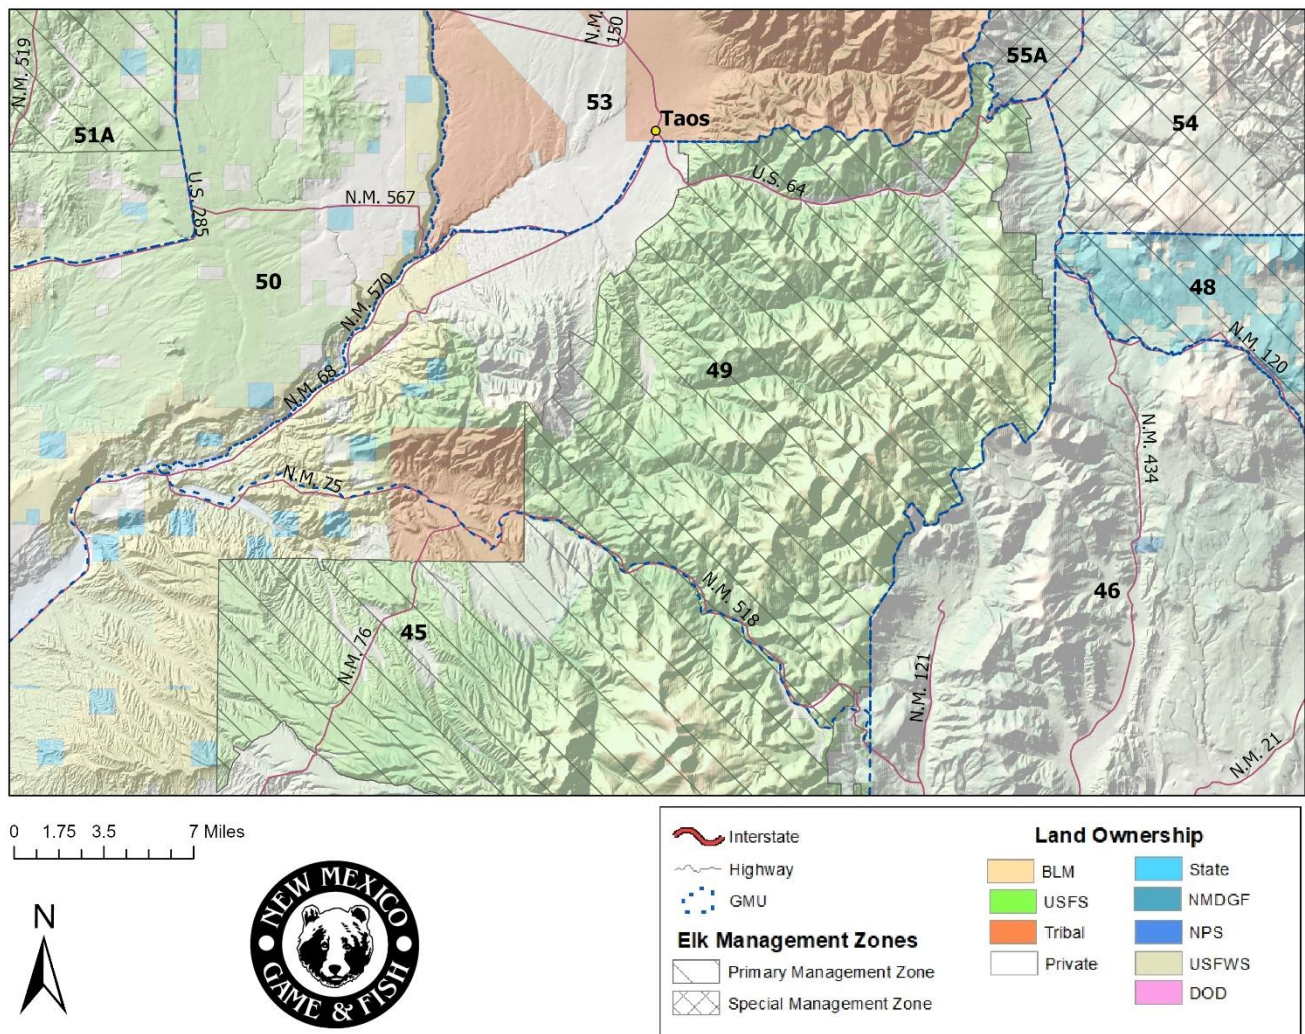 N.M. 519
N.M. 150
55A
53
54
51A
Taos
U.S. 64
N.M. 567
U.S. 285
50
48
N.M. 570
N.M. 120
49
N.M. 68
N.M. 434
N.M. 75
46
N.M. 518
45
N.M. 76
N.M. 121
N.M. 21
0 1.75 3.5 7 Miles
N
NEW MEXICO
GAME & FISH
Interstate
Highway
GMU
Elk Management Zones
Primary Management Zone
Special Management Zone
Land Ownership
BLM
USFS
Tribal
Private
State
NMDGF
NPS
USFWS
DOD